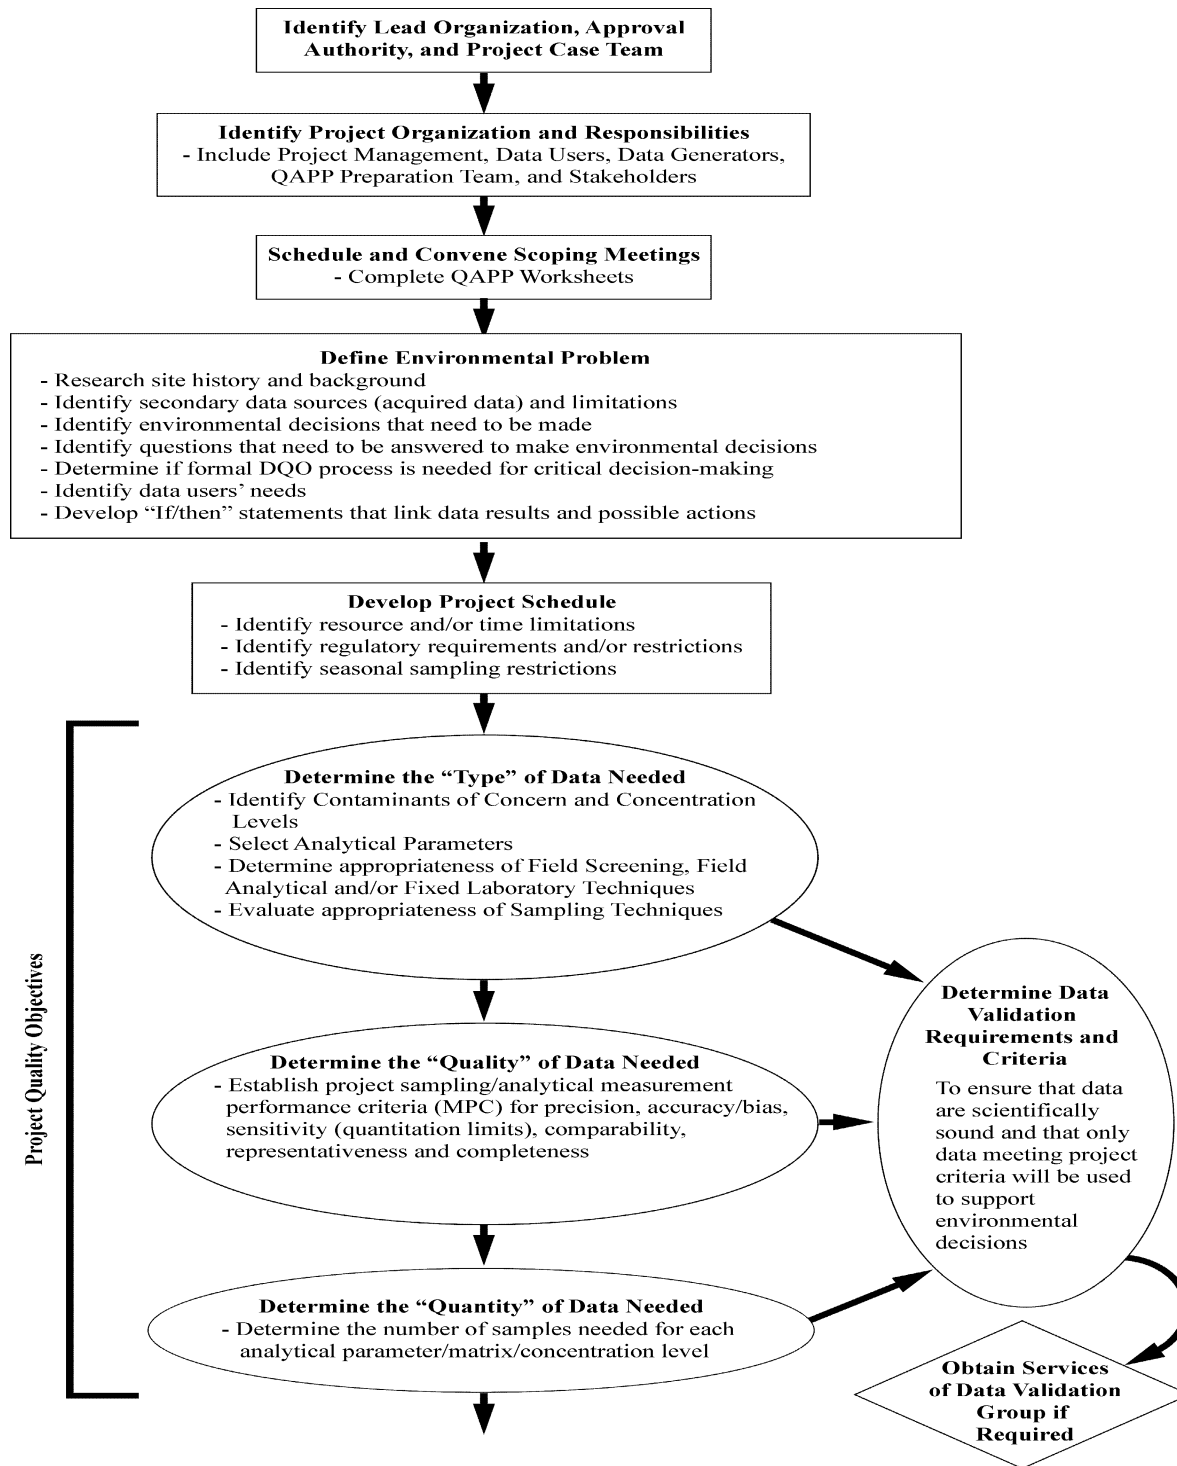 Identify Lead Organization, Approval
Authority, and Project Case Team
Identify Project Organization and Responsibilities
- Include Project Management, Data Users, Data Generators,
QAPP Preparation Team, and Stakeholders
Schedule and Convene Scoping Meetings
- Complete QAPP Worksheets
Define Environmental Problem
- Research site history and background
- Identify secondary data sources (acquired data) and limitations
- Identify environmental decisions that need to be made
- Identify questions that need to be answered to make environmental decisions
- Determine if formal DQO process is needed for critical decision-making
- Identify data users’ needs
- Develop “If/then” statements that link data results and possible actions
Develop Project Schedule
- Identify resource and/or time limitations
- Identify regulatory requirements and/or restrictions
- Identify seasonal sampling restrictions
Project Quality Objectives
Determine the “Type” of Data Needed
- Identify Contaminants of Concern and Concentration
Levels
- Select Analytical Parameters
- Determine appropriateness of Field Screening, Field
Analytical and/or Fixed Laboratory Techniques
- Evaluate appropriateness of Sampling Techniques
Determine the “Quality” of Data Needed
- Establish project sampling/analytical measurement
performance criteria (MPC) for precision, accuracy/bias,
sensitivity (quantitation limits), comparability,
representativeness and completeness
Determine the “Quantity” of Data Needed
- Determine the number of samples needed for each
analytical parameter/matrix/concentration level
Determine Data
Validation
Requirements and
Criteria
To ensure that data
are scientifically
sound and that only
data meeting project
criteria will be used
to support
environmental
decisions
Obtain Services
of Data Validation
Group if
Required